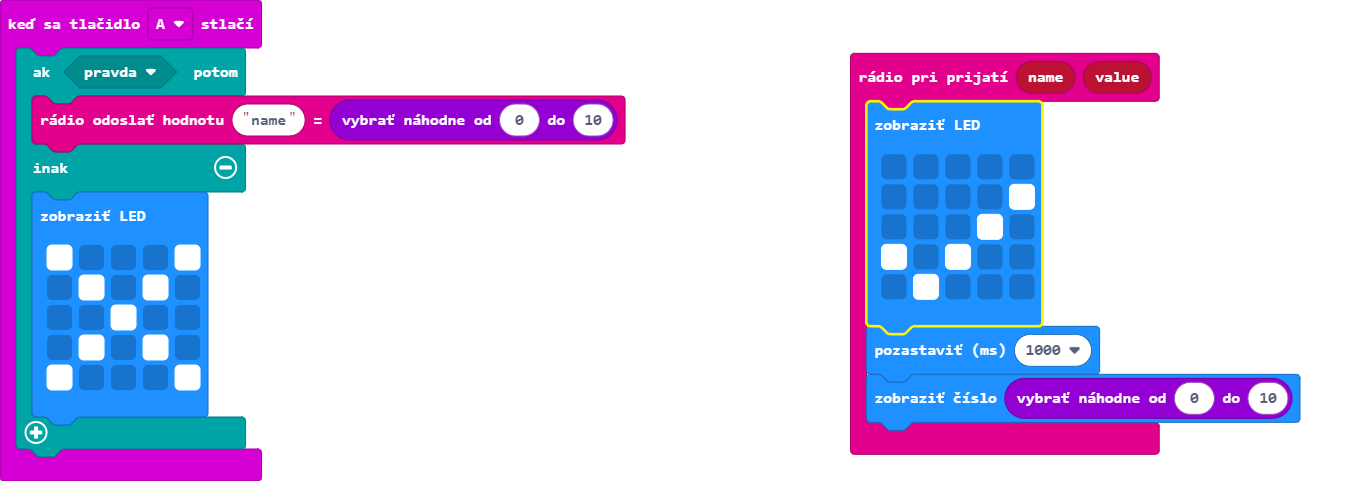 keď sa tlačidlo A stlačí
ak pravda potom
rádio odoslať hodnotu "name" = vybrať náhodne od 0 do 10
inak
zobraziť LED
rádio pri prijatí name value
zobraziť LED
pozastaviť (ms) 1000
zobraziť číslo vybrať náhodne od 0 do 10